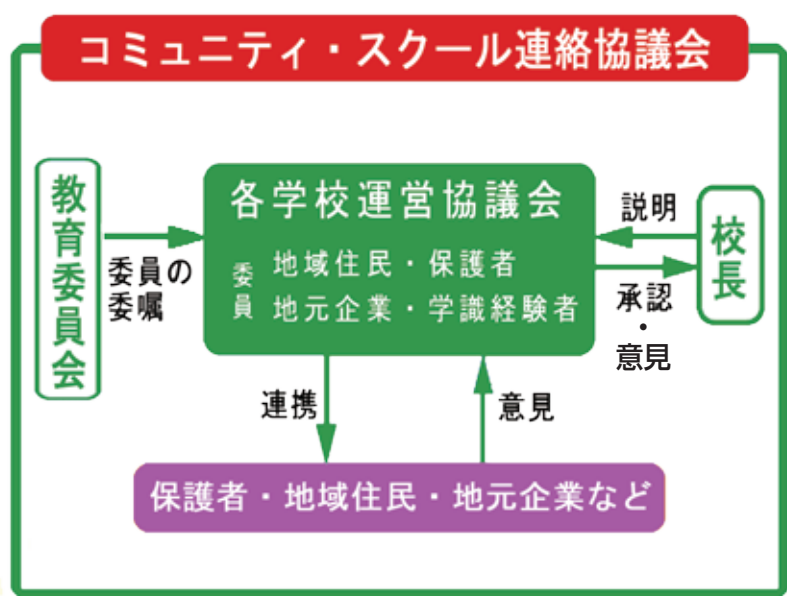 コミュニティ・スクール連絡協議会
教育委員会
委員の
委嘱
各学校運営協議会
委員
地域住民・保護者
地元企業・学識経験者
説明
校長
承認
・
意見
連携
意見
保護者・地域住民・地元企業など